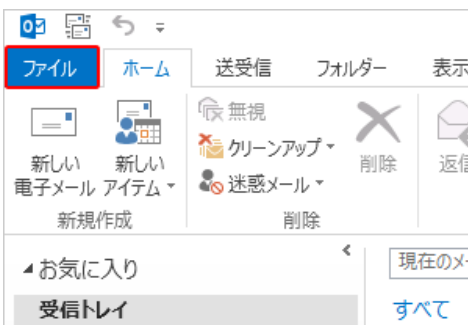 ファイル ホーム 送受信 フォルダー 表示
無視
クリーンアップ
迷惑メール
新しい 電子メール
新しい アイテム
削除
返信
新規作成 削除
お気に入り
現在のメ
受信トレイ
すべて